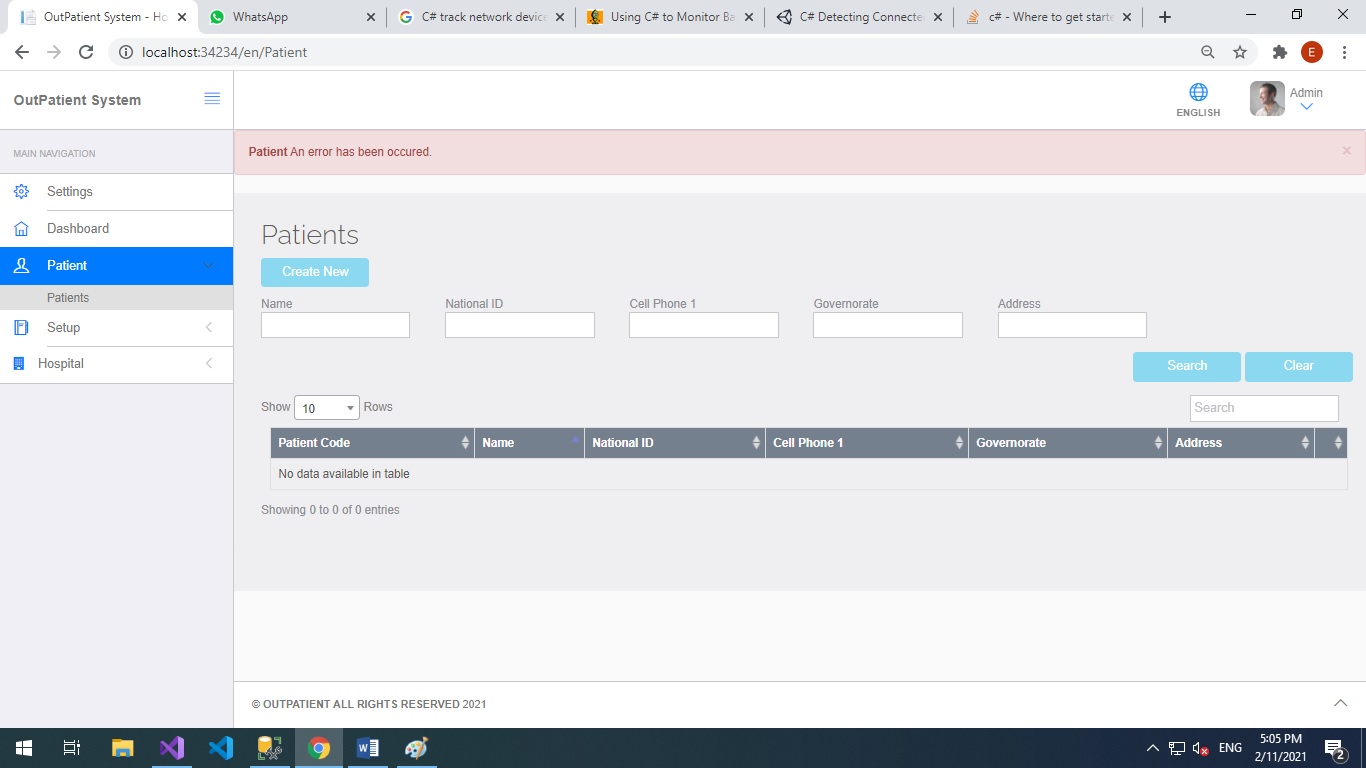 OutPatient System - Ho
WhatsApp
C# track network device
Using C# to Monitor Ba
C# Detecting Connecte
c# - Where to get starte
localhost:34234/en/Patient
E
OutPatient System
ENGLISH
Admin
MAIN NAVIGATION
Patient An error has been occured.
×
Settings
Dashboard
Patient
Patients
Setup
Hospital
Patients
Create New
Name
National ID
Cell Phone 1
Governorate
Address
Search
Clear
Show 10 Rows
Search
Patient Code
Name
National ID
Cell Phone 1
Governorate
Address
No data available in table
Showing 0 to 0 of 0 entries
© OUTPATIENT ALL RIGHTS RESERVED 2021
ENG
5:05 PM
2/11/2021
2